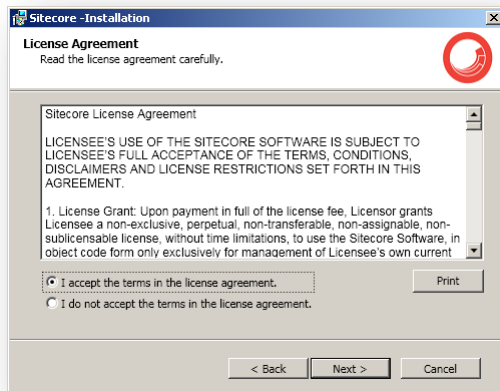 Sitecore -Installation
License Agreement
Read the license agreement carefully.
Sitecore License Agreement
LICENSEE'S USE OF THE SITECORE SOFTWARE IS SUBJECT TO
LICENSEE'S FULL ACCEPTANCE OF THE TERMS, CONDITIONS,
DISCLAIMERS AND LICENSE RESTRICTIONS SET FORTH IN THIS
AGREEMENT.
1. License Grant: Upon payment in full of the license fee, Licensor grants
Licensee a non-exclusive, perpetual, non-transferable, non-assignable, non-
sublicensable license, without time limitations, to use the Sitecore Software, in
object code form only exclusively for management of Licensee's own current
I accept the terms in the license agreement.
Print
I do not accept the terms in the license agreement.
< Back
Next >
Cancel